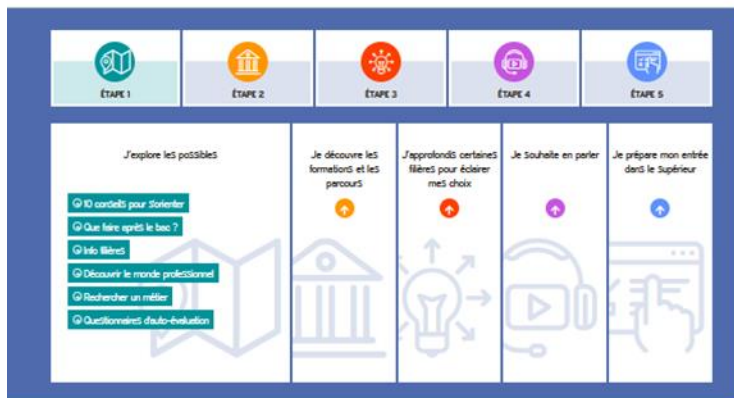 ÉTAPE 1
ÉTAPE 2
ÉTAPE 3
ÉTAPE 4
ÉTAPE 5
J'explore les possibles
10 conseils pour s'orienter
Que faire après le bac ?
Info filières
Découvrir le monde professionnel
Rechercher un métier
Questionnaires d'auto-évaluation
Je découvre les
formations et les
parcours
J'approfondis certaines
filières pour éclairer
mes choix
Je souhaite en parler
Je prépare mon entrée
dans le supérieur